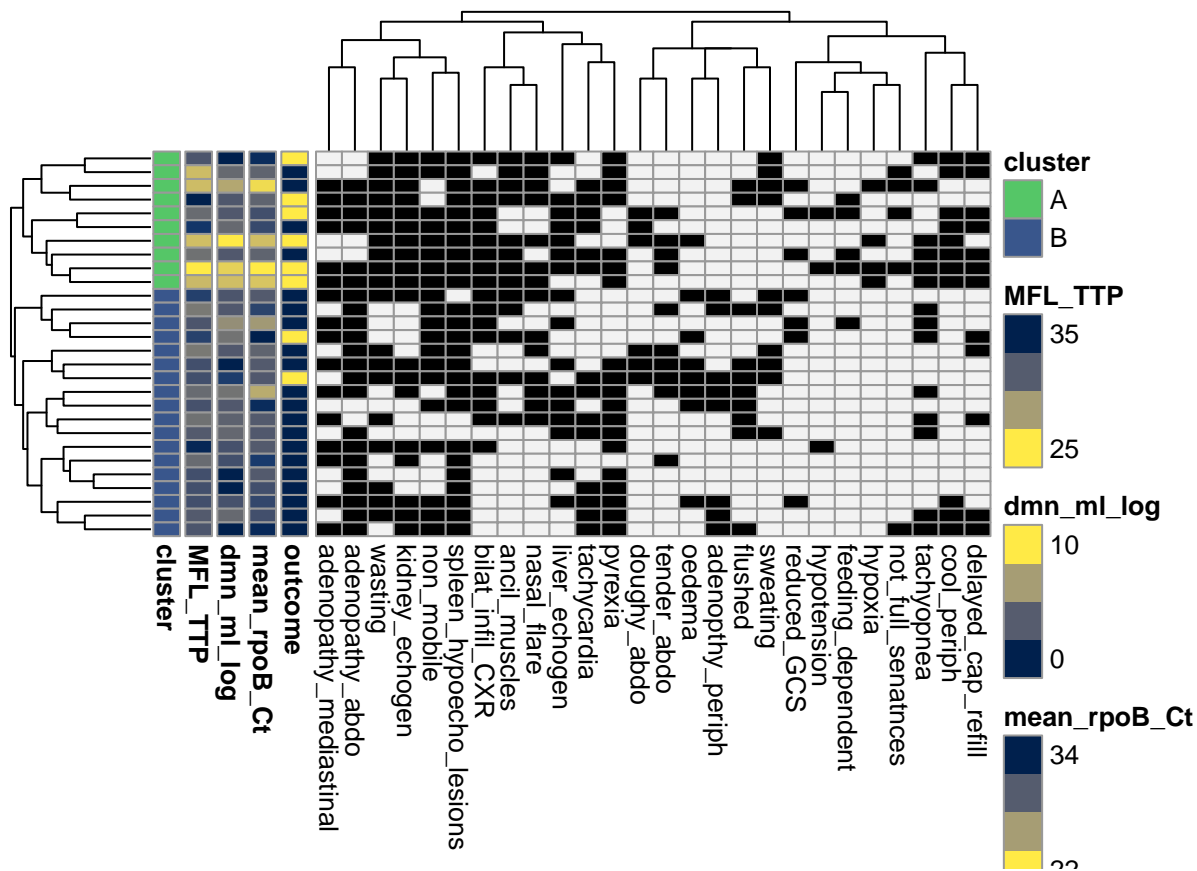 cluster
A
B
MFL_TTP
35
25
dmn_ml_log
10
0
mean_rpoB_Ct
34
22
cluster
MFL_TTP
dmn_ml_log
mean_rpoB_Ct
outcome
adenopathy_mediastinal
adenopathy_abdo
wasting
kidney_echogen
non_mobile
spleen_hypoecho_lesions
bilat_infil_CXR
ancil_muscles
nasal_flare
liver_echogen
tachycardia
pyrexia
doughy_abdo
tender_abdo
oedema
adenopthy_periph
flushed
sweating
reduced_GCS
hypotension
feeding_dependent
hypoxia
not_full_senatnces
tachyopnea
cool_periph
delayed_cap_refill